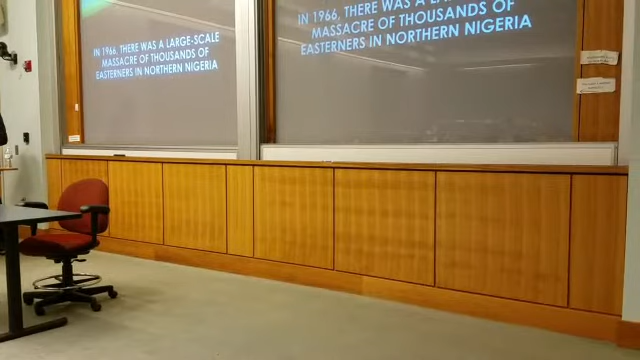 IN 1966, THERE WAS A LARGE-SCALE
MASSACRE OF THOUSANDS OF
EASTERNERS IN NORTHERN NIGERIA
IN 1966, THERE WAS A
MASSACRE OF THOUSANDS OF
EASTERNERS IN NORTHERN NIGERIA